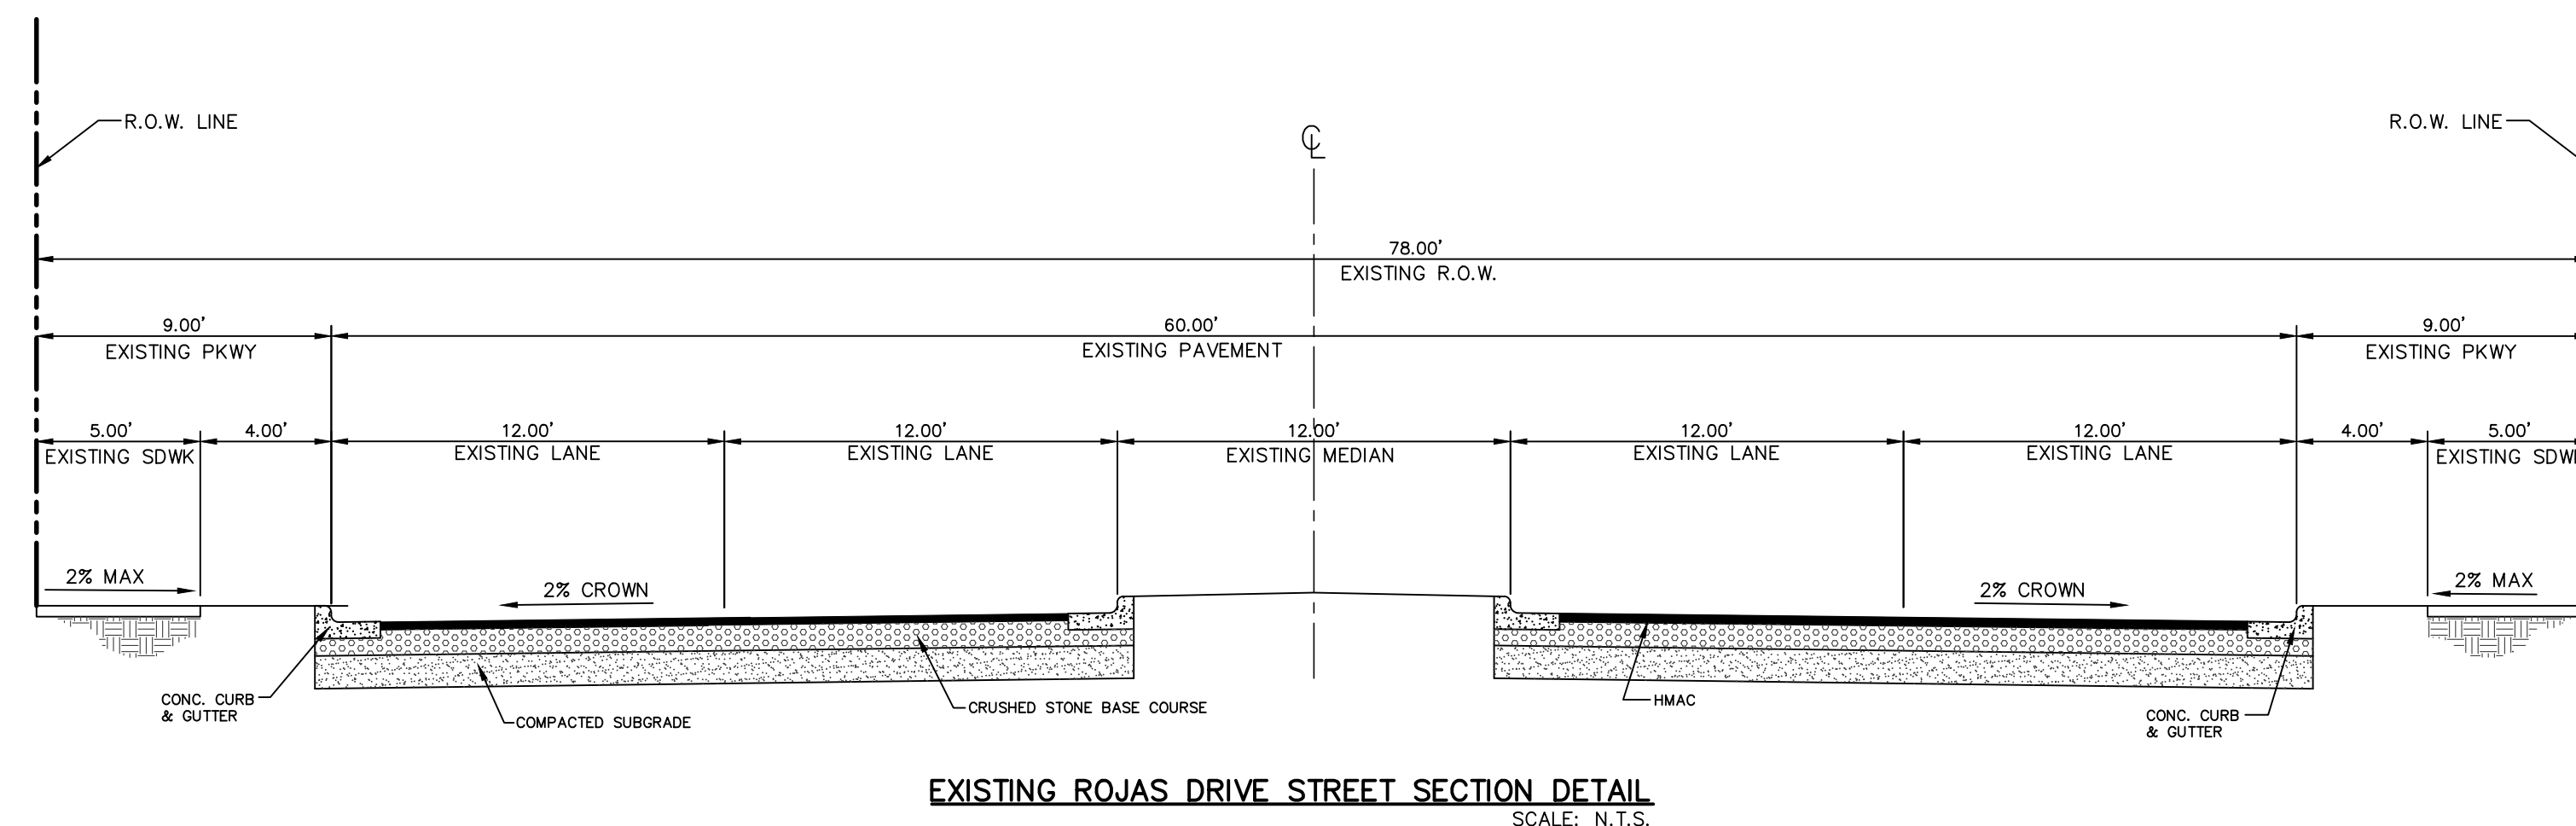 R.O.W. LINE
R.O.W. LINE
℄
78.00'
EXISTING R.O.W.
9.00'
60.00'
9.00'
EXISTING PKWY
EXISTING PAVEMENT
EXISTING PKWY
5.00'
4.00'
12.00'
12.00'
12.00'
12.00'
12.00'
4.00'
5.00'
EXISTING SDWK
EXISTING LANE
EXISTING LANE
EXISTING MEDIAN
EXISTING LANE
EXISTING LANE
EXISTING SDWK
2% MAX
2% CROWN
2% CROWN
2% MAX
CONC. CURB
& GUTTER
COMPACTED SUBGRADE
CRUSHED STONE BASE COURSE
HMAC
CONC. CURB
& GUTTER
EXISTING ROJAS DRIVE STREET SECTION DETAIL
SCALE: N.T.S.